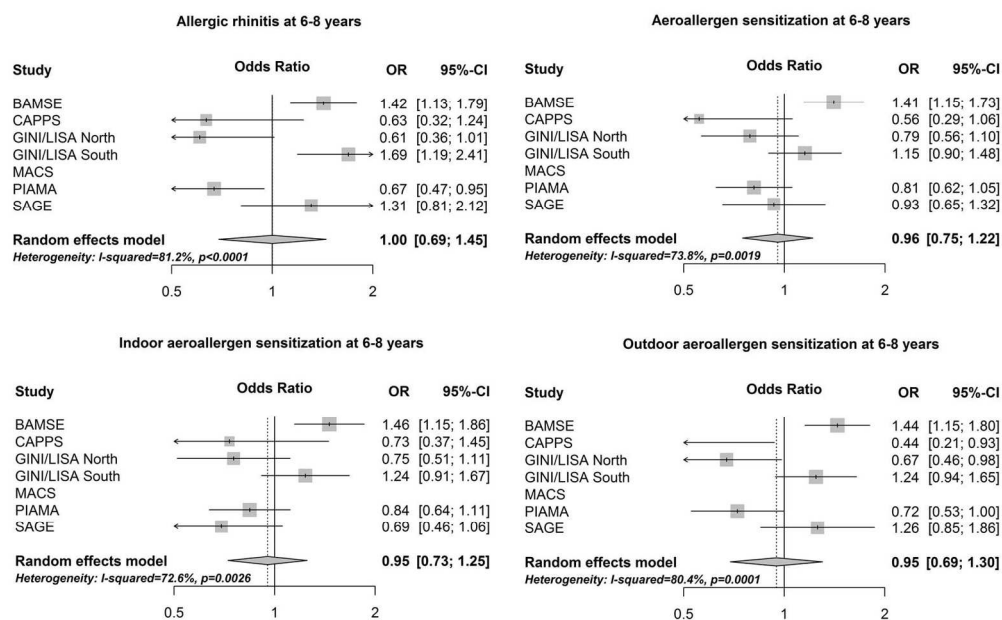 Allergic rhinitis at 6-8 years
Study Odds Ratio OR 95%-CI
BAMSE 1.42 [1.13; 1.79]
CAPPS 0.63 [0.32; 1.24]
GINI/LISA North 0.61 [0.36; 1.01]
GINI/LISA South 1.69 [1.19; 2.41]
MACS
PIAMA 0.67 [0.47; 0.95]
SAGE 1.31 [0.81; 2.12]
Random effects model 1.00 [0.69; 1.45]
Heterogeneity: I-squared=81.2%, p<0.0001
0.5 1 2
Aeroallergen sensitization at 6-8 years
Study Odds Ratio OR 95%-CI
BAMSE 1.41 [1.15; 1.73]
CAPPS 0.56 [0.29; 1.06]
GINI/LISA North 0.79 [0.56; 1.10]
GINI/LISA South 1.15 [0.90; 1.48]
MACS
PIAMA 0.81 [0.62; 1.05]
SAGE 0.93 [0.65; 1.32]
Random effects model 0.96 [0.75; 1.22]
Heterogeneity: I-squared=73.8%, p=0.0019
0.5 1 2
Indoor aeroallergen sensitization at 6-8 years
Study Odds Ratio OR 95%-CI
BAMSE 1.46 [1.15; 1.86]
CAPPS 0.73 [0.37; 1.45]
GINI/LISA North 0.75 [0.51; 1.11]
GINI/LISA South 1.24 [0.91; 1.67]
MACS
PIAMA 0.84 [0.64; 1.11]
SAGE 0.69 [0.46; 1.06]
Random effects model 0.95 [0.73; 1.25]
Heterogeneity: I-squared=72.6%, p=0.0026
0.5 1 2
Outdoor aeroallergen sensitization at 6-8 years
Study Odds Ratio OR 95%-CI
BAMSE 1.44 [1.15; 1.80]
CAPPS 0.44 [0.21; 0.93]
GINI/LISA North 0.67 [0.46; 0.98]
GINI/LISA South 1.24 [0.94; 1.65]
MACS
PIAMA 0.72 [0.53; 1.00]
SAGE 1.26 [0.85; 1.86]
Random effects model 0.95 [0.69; 1.30]
Heterogeneity: I-squared=80.4%, p=0.0001
0.5 1 2